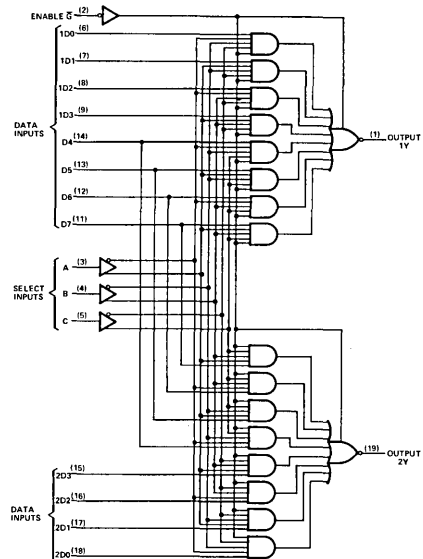 ENABLE G̅ (2)
1D0 (6)
1D1 (7)
1D2 (8)
1D3 (9)
DATA INPUTS
D4 (14)
(1) OUTPUT 1Y
D5 (13)
D6 (12)
D7 (11)
A (3)
SELECT INPUTS
B (4)
C (5)
(19) OUTPUT 2Y
2D3 (15)
2D2 (16)
DATA INPUTS
2D1 (17)
2D0 (18)